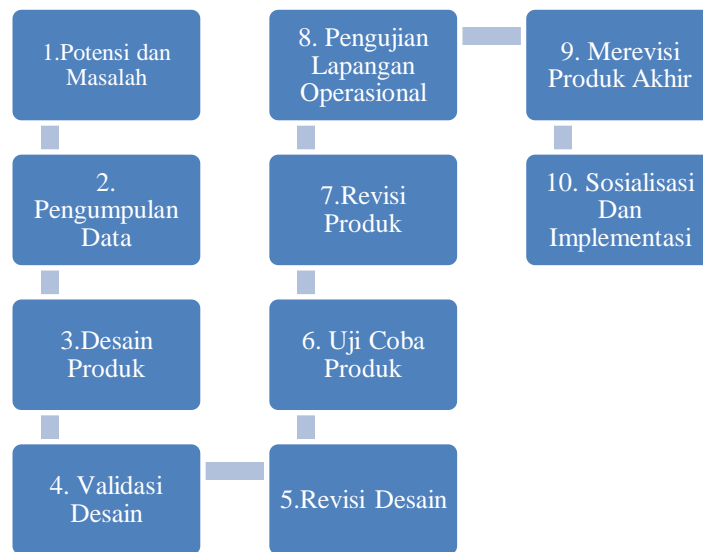 1.Potensi dan
Masalah
2.
Pengumpulan
Data
3.Desain
Produk
4. Validasi
Desain
5.Revisi Desain
6. Uji Coba
Produk
7.Revisi
Produk
8. Pengujian
Lapangan
Operasional
9. Merevisi
Produk Akhir
10. Sosialisasi
Dan
Implementasi